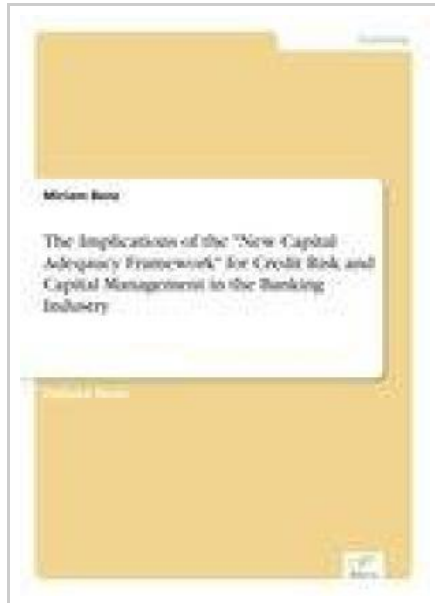 Miriam
The Implications of the "New Capital
Adequacy Framework" for Credit Risk and
Capital Management in the Banking
Industry